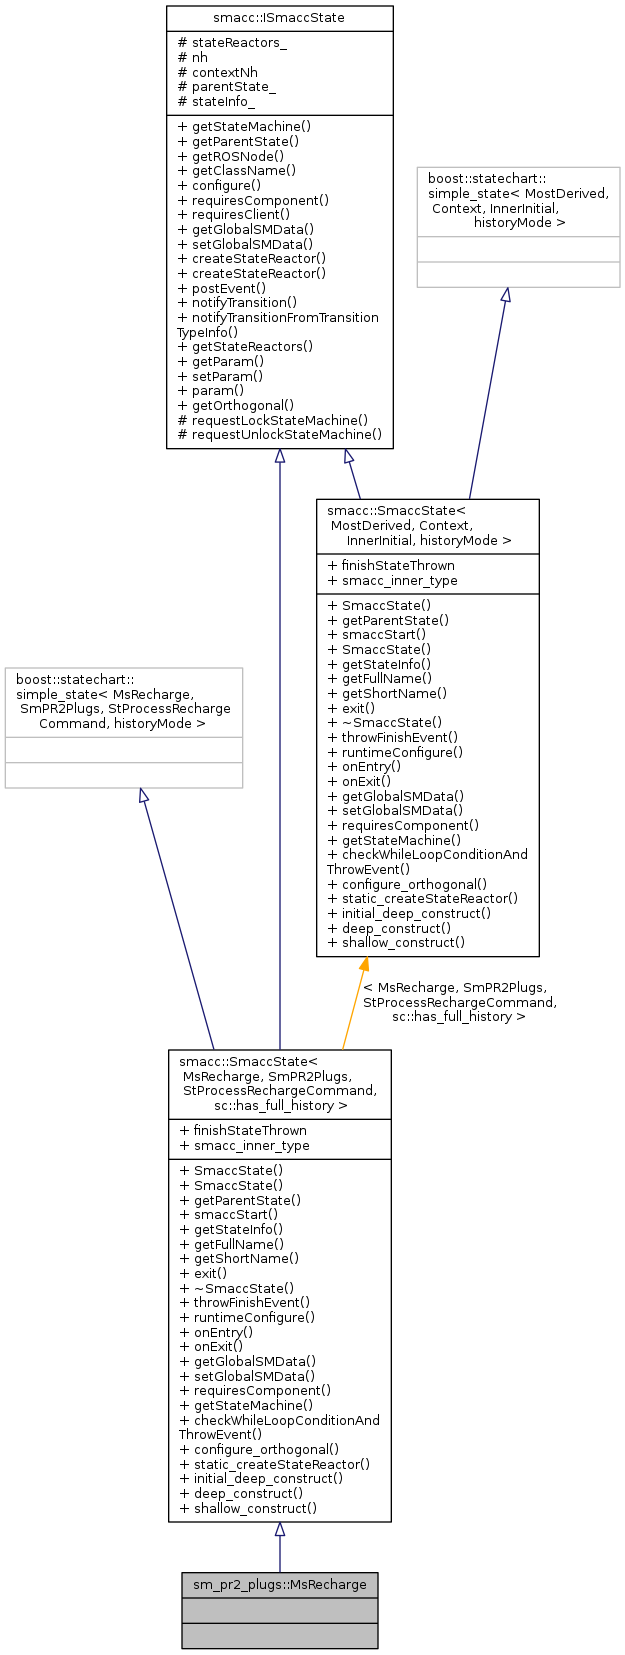 smacc::ISmaccState
# stateReactors_
# nh
# contextNh
# parentState_
# stateInfo_
+ getStateMachine()
+ getParentState()
+ getROSNode()
+ getClassName()
+ configure()
+ requiresComponent()
+ requiresClient()
+ getGlobalSMData()
+ setGlobalSMData()
+ createStateReactor()
+ createStateReactor()
+ postEvent()
+ notifyTransition()
+ notifyTransitionFromTransition
TypeInfo()
+ getStateReactors()
+ getParam()
+ setParam()
+ param()
+ getOrthogonal()
# requestLockStateMachine()
# requestUnlockStateMachine()
boost::statechart::
simple_state< MostDerived,
Context, InnerInitial,
historyMode >
smacc::SmaccState<
MostDerived, Context,
InnerInitial, historyMode >
+ finishStateThrown
+ smacc_inner_type
+ SmaccState()
+ getParentState()
+ smaccStart()
+ SmaccState()
+ getStateInfo()
+ getFullName()
+ getShortName()
+ exit()
+ ~SmaccState()
+ throwFinishEvent()
+ runtimeConfigure()
+ onEntry()
+ onExit()
+ getGlobalSMData()
+ setGlobalSMData()
+ requiresComponent()
+ getStateMachine()
+ checkWhileLoopConditionAnd
ThrowEvent()
+ configure_orthogonal()
+ static_createStateReactor()
+ initial_deep_construct()
+ deep_construct()
+ shallow_construct()
boost::statechart::
simple_state< MsRecharge,
SmPR2Plugs, StProcessRecharge
Command, historyMode >
< MsRecharge, SmPR2Plugs,
StProcessRechargeCommand,
sc::has_full_history >
smacc::SmaccState<
MsRecharge, SmPR2Plugs,
StProcessRechargeCommand,
sc::has_full_history >
+ finishStateThrown
+ smacc_inner_type
+ SmaccState()
+ SmaccState()
+ getParentState()
+ smaccStart()
+ getStateInfo()
+ getFullName()
+ getShortName()
+ exit()
+ ~SmaccState()
+ throwFinishEvent()
+ runtimeConfigure()
+ onEntry()
+ onExit()
+ getGlobalSMData()
+ setGlobalSMData()
+ requiresComponent()
+ getStateMachine()
+ checkWhileLoopConditionAnd
ThrowEvent()
+ configure_orthogonal()
+ static_createStateReactor()
+ initial_deep_construct()
+ deep_construct()
+ shallow_construct()
sm_pr2_plugs::MsRecharge